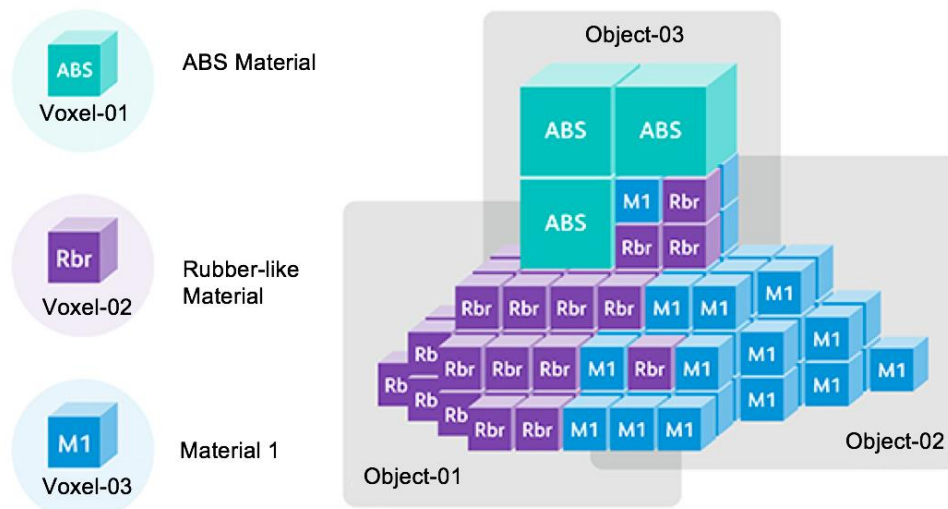 ABS
Voxel-01
ABS Material
Rbr
Voxel-02
Rubber-like
Material
M1
Voxel-03
Material 1
Object-03
ABS ABS
ABS M1 Rbr
Rbr Rbr
Rbr Rbr Rbr Rbr M1 M1 M1
Rb Rbr Rbr Rbr M1 Rbr M1 M1 M1
Rb Rb Rb M1 M1 M1
Rbr Rbr M1 M1 M1
Object-01
Object-02